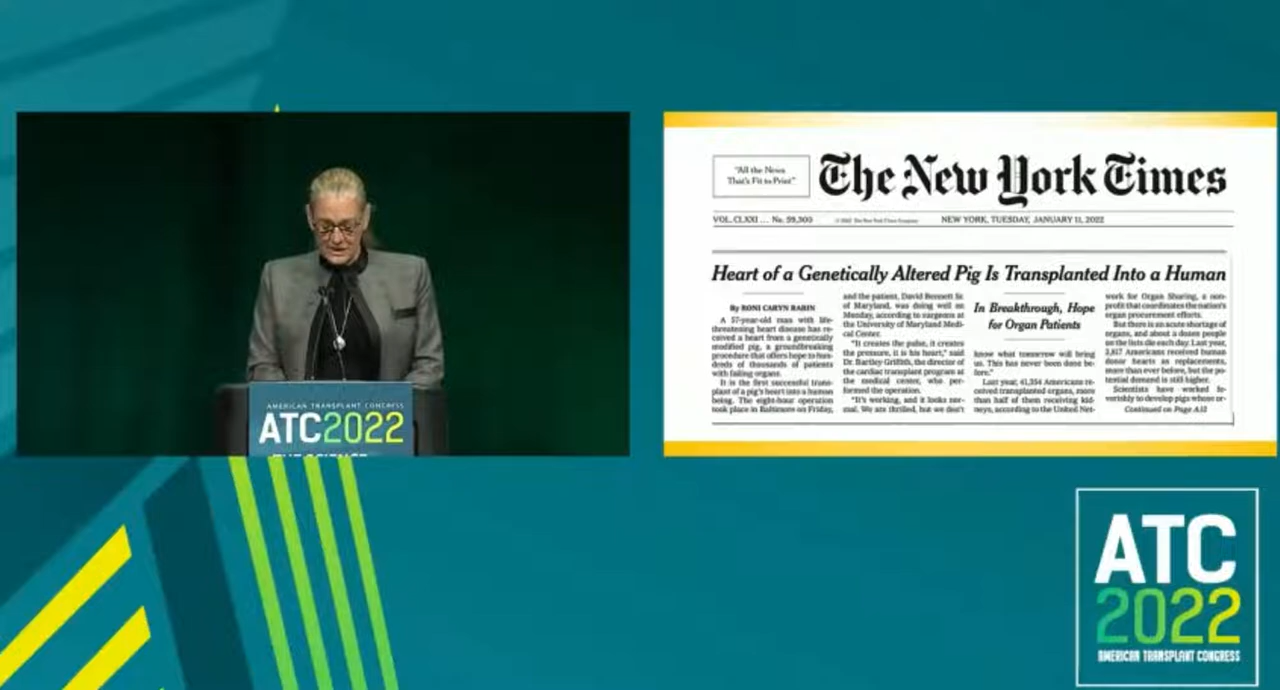 AMERICAN TRANSPLANT CONGRESS
ATC2022
THE SCIENCE
"All the News
That's Fit to Print"
The New York Times
VOL. CLXXI ... No. 59,300
© 2022 The New York Times Company
NEW YORK, TUESDAY, JANUARY 11, 2022
Heart of a Genetically Altered Pig Is Transplanted Into a Human
By RONI CARYN RABIN
A 57-year-old man with life-
threatening heart disease has re-
ceived a heart from a genetically
modified pig, a groundbreaking
procedure that offers hope to hun-
dreds of thousands of patients
with failing organs.
It is the first successful trans-
plant of a pig's heart into a human
being. The eight-hour operation
took place in Baltimore on Friday,
and the patient, David Bennett Sr.
of Maryland, was doing well on
Monday, according to surgeons at
the University of Maryland Medi-
cal Center.
"It creates the pulse, it creates
the pressure, it is his heart," said
Dr. Bartley Griffith, the director of
the cardiac transplant program at
the medical center, who per-
formed the operation.
"It's working, and it looks nor-
mal. We are thrilled, but we don't
In Breakthrough, Hope
for Organ Patients
know what tomorrow will bring
us. This has never been done be-
fore."
Last year, 41,354 Americans re-
ceived transplanted organs, more
than half of them receiving kid-
neys, according to the United Net-
work for Organ Sharing, a non-
profit that coordinates the nation's
organ procurement efforts.
But there is an acute shortage of
organs, and about a dozen people
on the lists die each day. Last year,
3,817 Americans received human
donor hearts as replacements,
more than ever before, but the po-
tential demand is still higher.
Scientists have worked fe-
verishly to develop pigs whose or-
Continued on Page A12
ATC
2022
AMERICAN TRANSPLANT CONGRESS